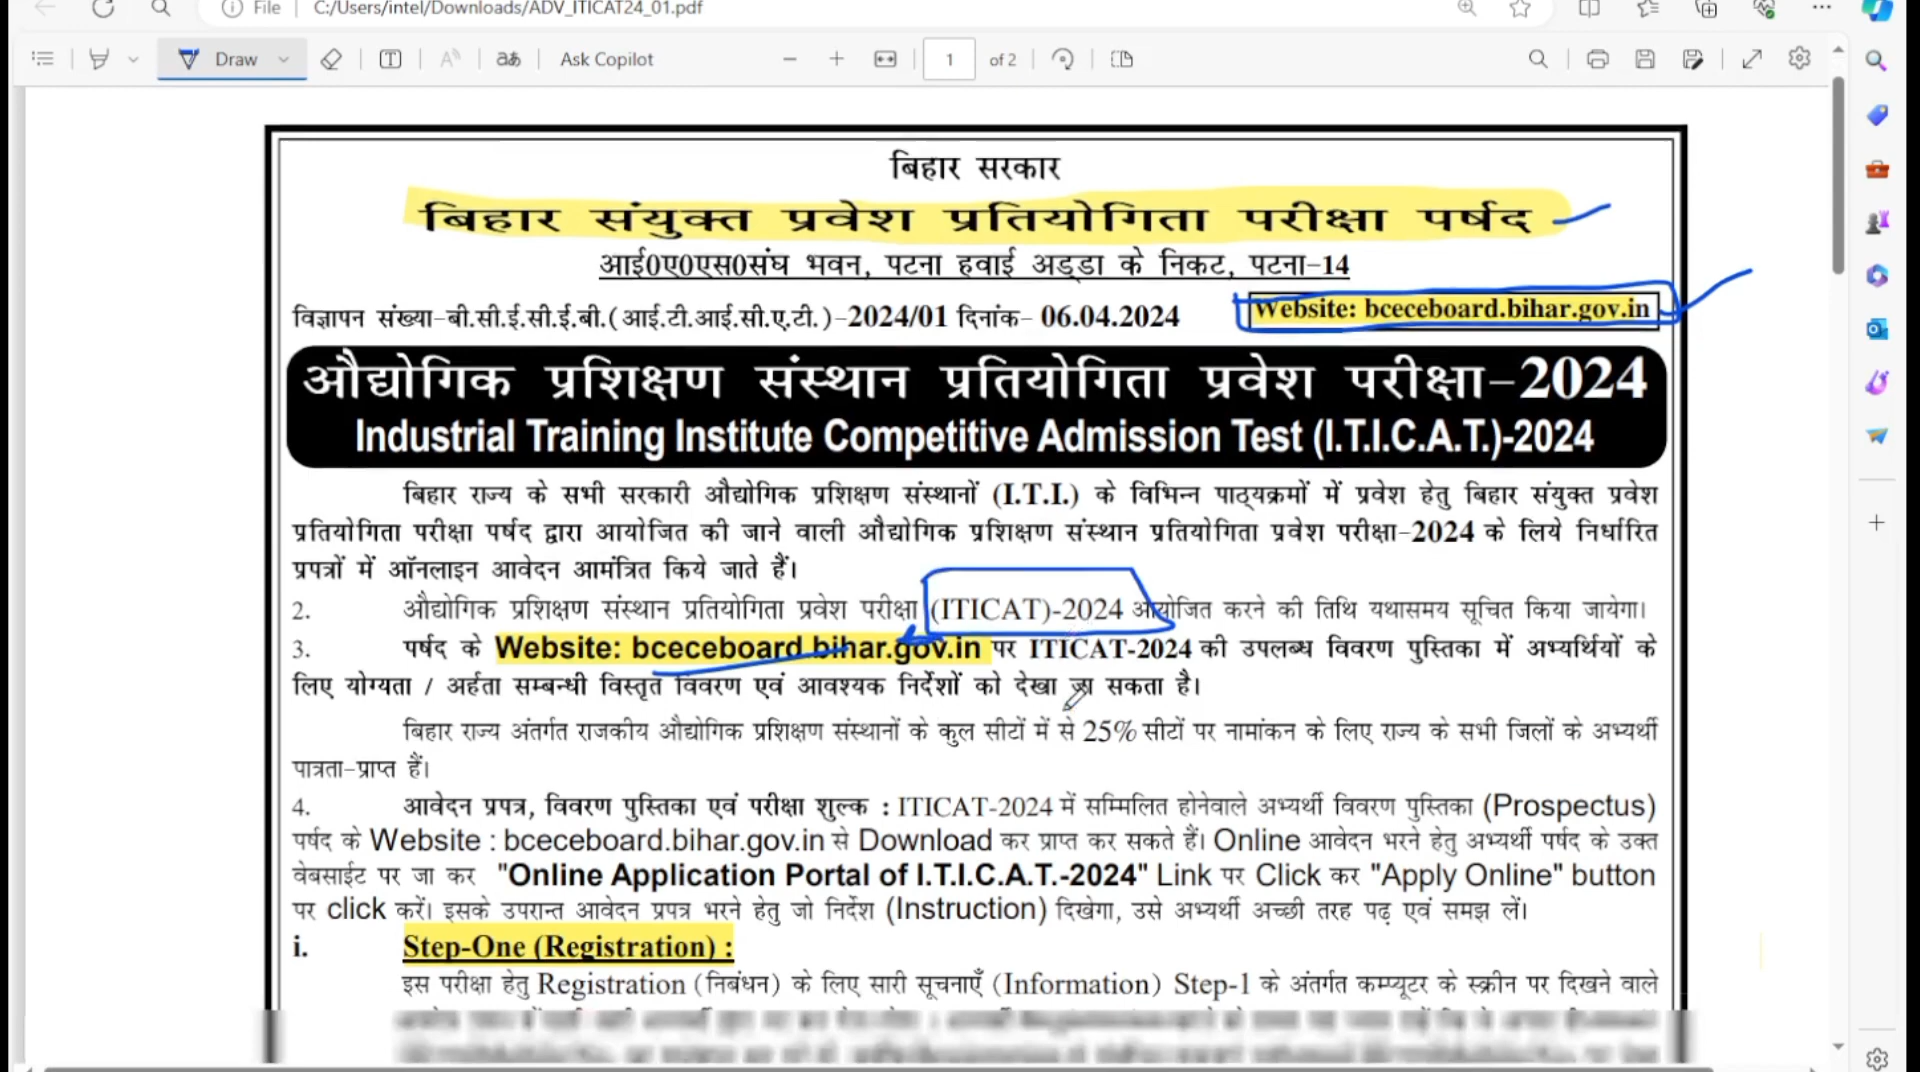 File
C:/Users/intel/Downloads/ADV_ITICAT24_01.pdf
Draw
Ask Copilot
1 of 2
बिहार सरकार
बिहार संयुक्त प्रवेश प्रतियोगिता परीक्षा पर्षद
आई0ए0एस0संघ भवन, पटना हवाई अड्डा के निकट, पटना-14
विज्ञापन संख्या-बी.सी.ई.सी.ई.बी.(आई.टी.आई.सी.ए.टी.)-2024/01 दिनांक- 06.04.2024
Website: bceceboard.bihar.gov.in
औद्योगिक प्रशिक्षण संस्थान प्रतियोगिता प्रवेश परीक्षा-2024
Industrial Training Institute Competitive Admission Test (I.T.I.C.A.T.)-2024
बिहार राज्य के सभी सरकारी औद्योगिक प्रशिक्षण संस्थानों (I.T.I.) के विभिन्न पाठ्यक्रमों में प्रवेश हेतु बिहार संयुक्त प्रवेश
प्रतियोगिता परीक्षा पर्षद द्वारा आयोजित की जाने वाली औद्योगिक प्रशिक्षण संस्थान प्रतियोगिता प्रवेश परीक्षा-2024 के लिये निर्धारित
प्रपत्रों में ऑनलाइन आवेदन आमंत्रित किये जाते हैं।
2. औद्योगिक प्रशिक्षण संस्थान प्रतियोगिता प्रवेश परीक्षा (ITICAT)-2024 आयोजित करने की तिथि यथासमय सूचित किया जायेगा।
3. पर्षद के Website: bceceboard.bihar.gov.in पर ITICAT-2024 की उपलब्ध विवरण पुस्तिका में अभ्यर्थियों के
लिए योग्यता / अर्हता सम्बन्धी विस्तृत विवरण एवं आवश्यक निर्देशों को देखा जा सकता है।
बिहार राज्य अंतर्गत राजकीय औद्योगिक प्रशिक्षण संस्थानों के कुल सीटों में से 25% सीटों पर नामांकन के लिए राज्य के सभी जिलों के अभ्यर्थी
पात्रता-प्राप्त हैं।
4. आवेदन प्रपत्र, विवरण पुस्तिका एवं परीक्षा शुल्क : ITICAT-2024 में सम्मिलित होनेवाले अभ्यर्थी विवरण पुस्तिका (Prospectus)
पर्षद के Website : bceceboard.bihar.gov.in से Download कर प्राप्त कर सकते हैं। Online आवेदन भरने हेतु अभ्यर्थी पर्षद के उक्त
वेबसाईट पर जा कर "Online Application Portal of I.T.I.C.A.T.-2024" Link पर Click कर "Apply Online" button
पर click करें। इसके उपरान्त आवेदन प्रपत्र भरने हेतु जो निर्देश (Instruction) दिखेगा, उसे अभ्यर्थी अच्छी तरह पढ़ एवं समझ लें।
i. Step-One (Registration) :
इस परीक्षा हेतु Registration (निबंधन) के लिए सारी सूचनाएँ (Information) Step-1 के अंतर्गत कम्प्यूटर के स्क्रीन पर दिखने वाले